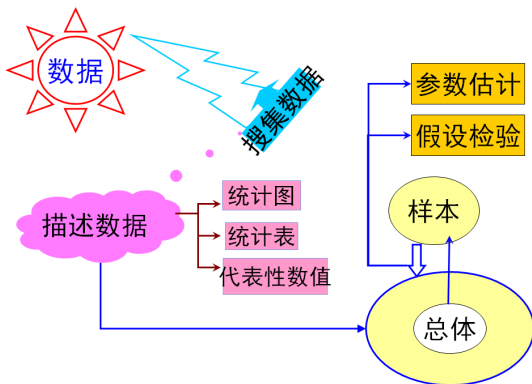 数据
搜集数据
参数估计
假设检验
描述数据
统计图
统计表
代表性数值
样本
总体